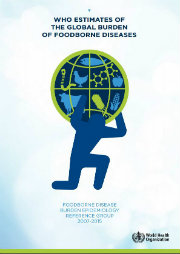 WHO ESTIMATES OF
THE GLOBAL BURDEN
OF FOODBORNE DISEASES
FOODBORNE DISEASE
BURDEN EPIDEMIOLOGY
REFERENCE GROUP
2007-2015
World Health
Organization